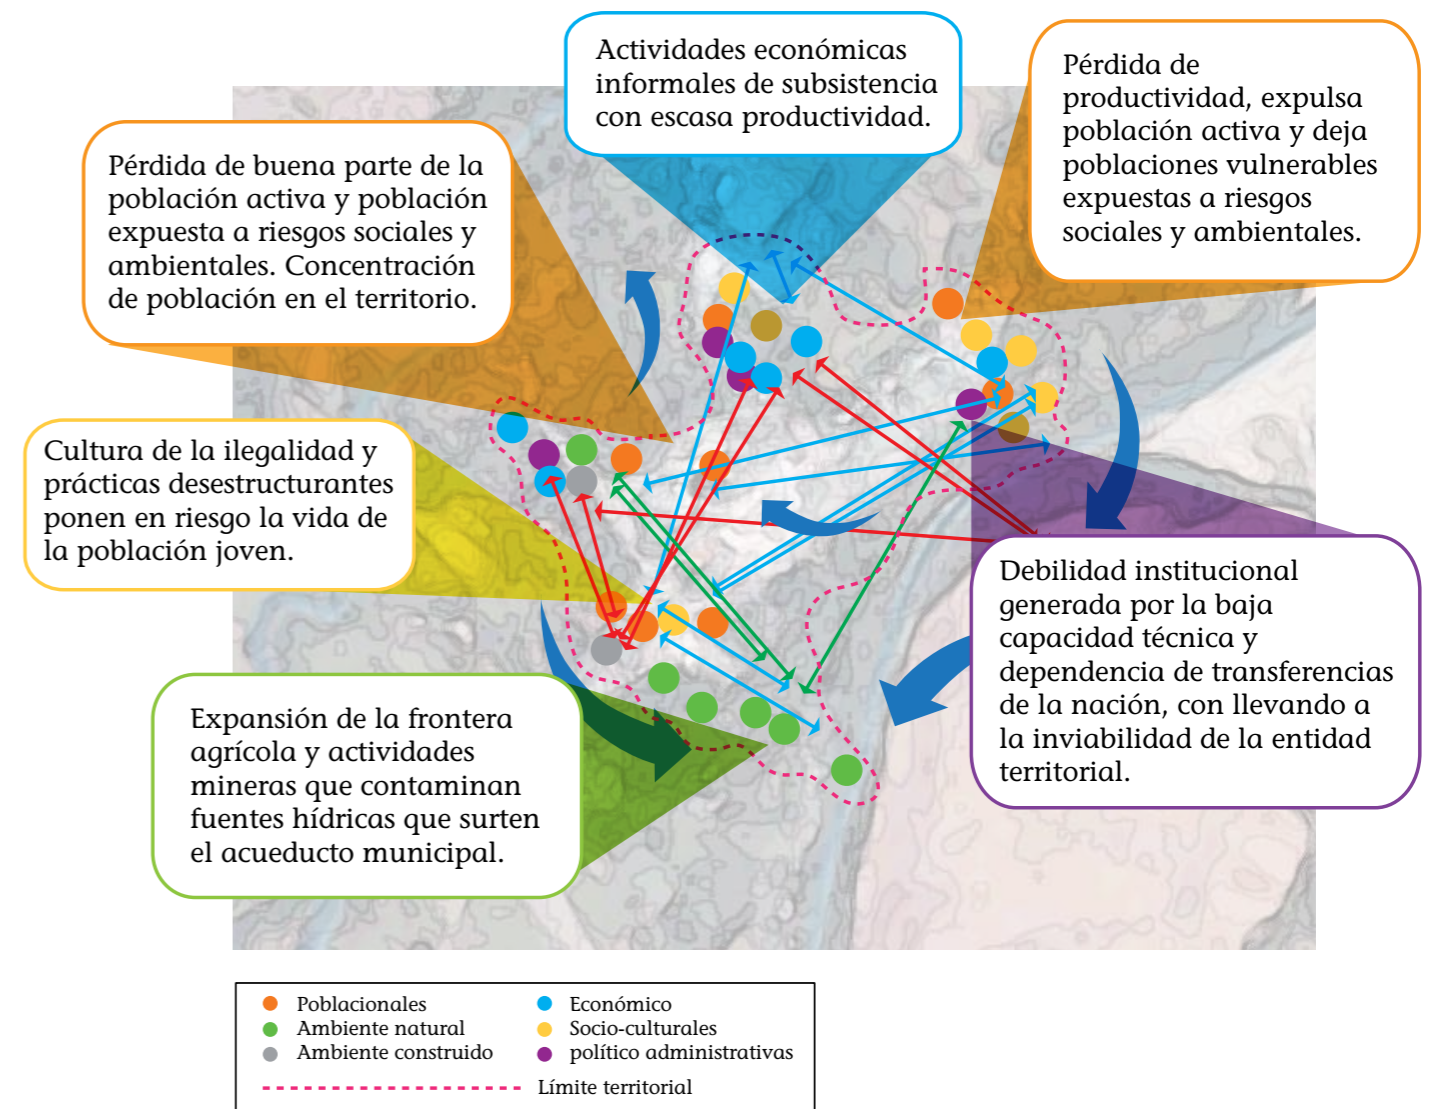 Actividades económicas
informales de subsistencia
con escasa productividad.
Pérdida de
productividad, expulsa
población activa y deja
poblaciones vulnerables
expuestas a riesgos
sociales y ambientales.
Pérdida de buena parte de la
población activa y población
expuesta a riesgos sociales y
ambientales. Concentración
de población en el territorio.
Cultura de la ilegalidad y
prácticas desestructurantes
ponen en riesgo la vida de
la población joven.
Debilidad institucional
generada por la baja
capacidad técnica y
dependencia de transferencias
de la nación, con llevando a
la inviabilidad de la entidad
territorial.
Expansión de la frontera
agrícola y actividades
mineras que contaminan
fuentes hídricas que surten
el acueducto municipal.
Poblacionales
Ambiente natural
Ambiente construido
Económico
Socio-culturales
político administrativas
Límite territorial